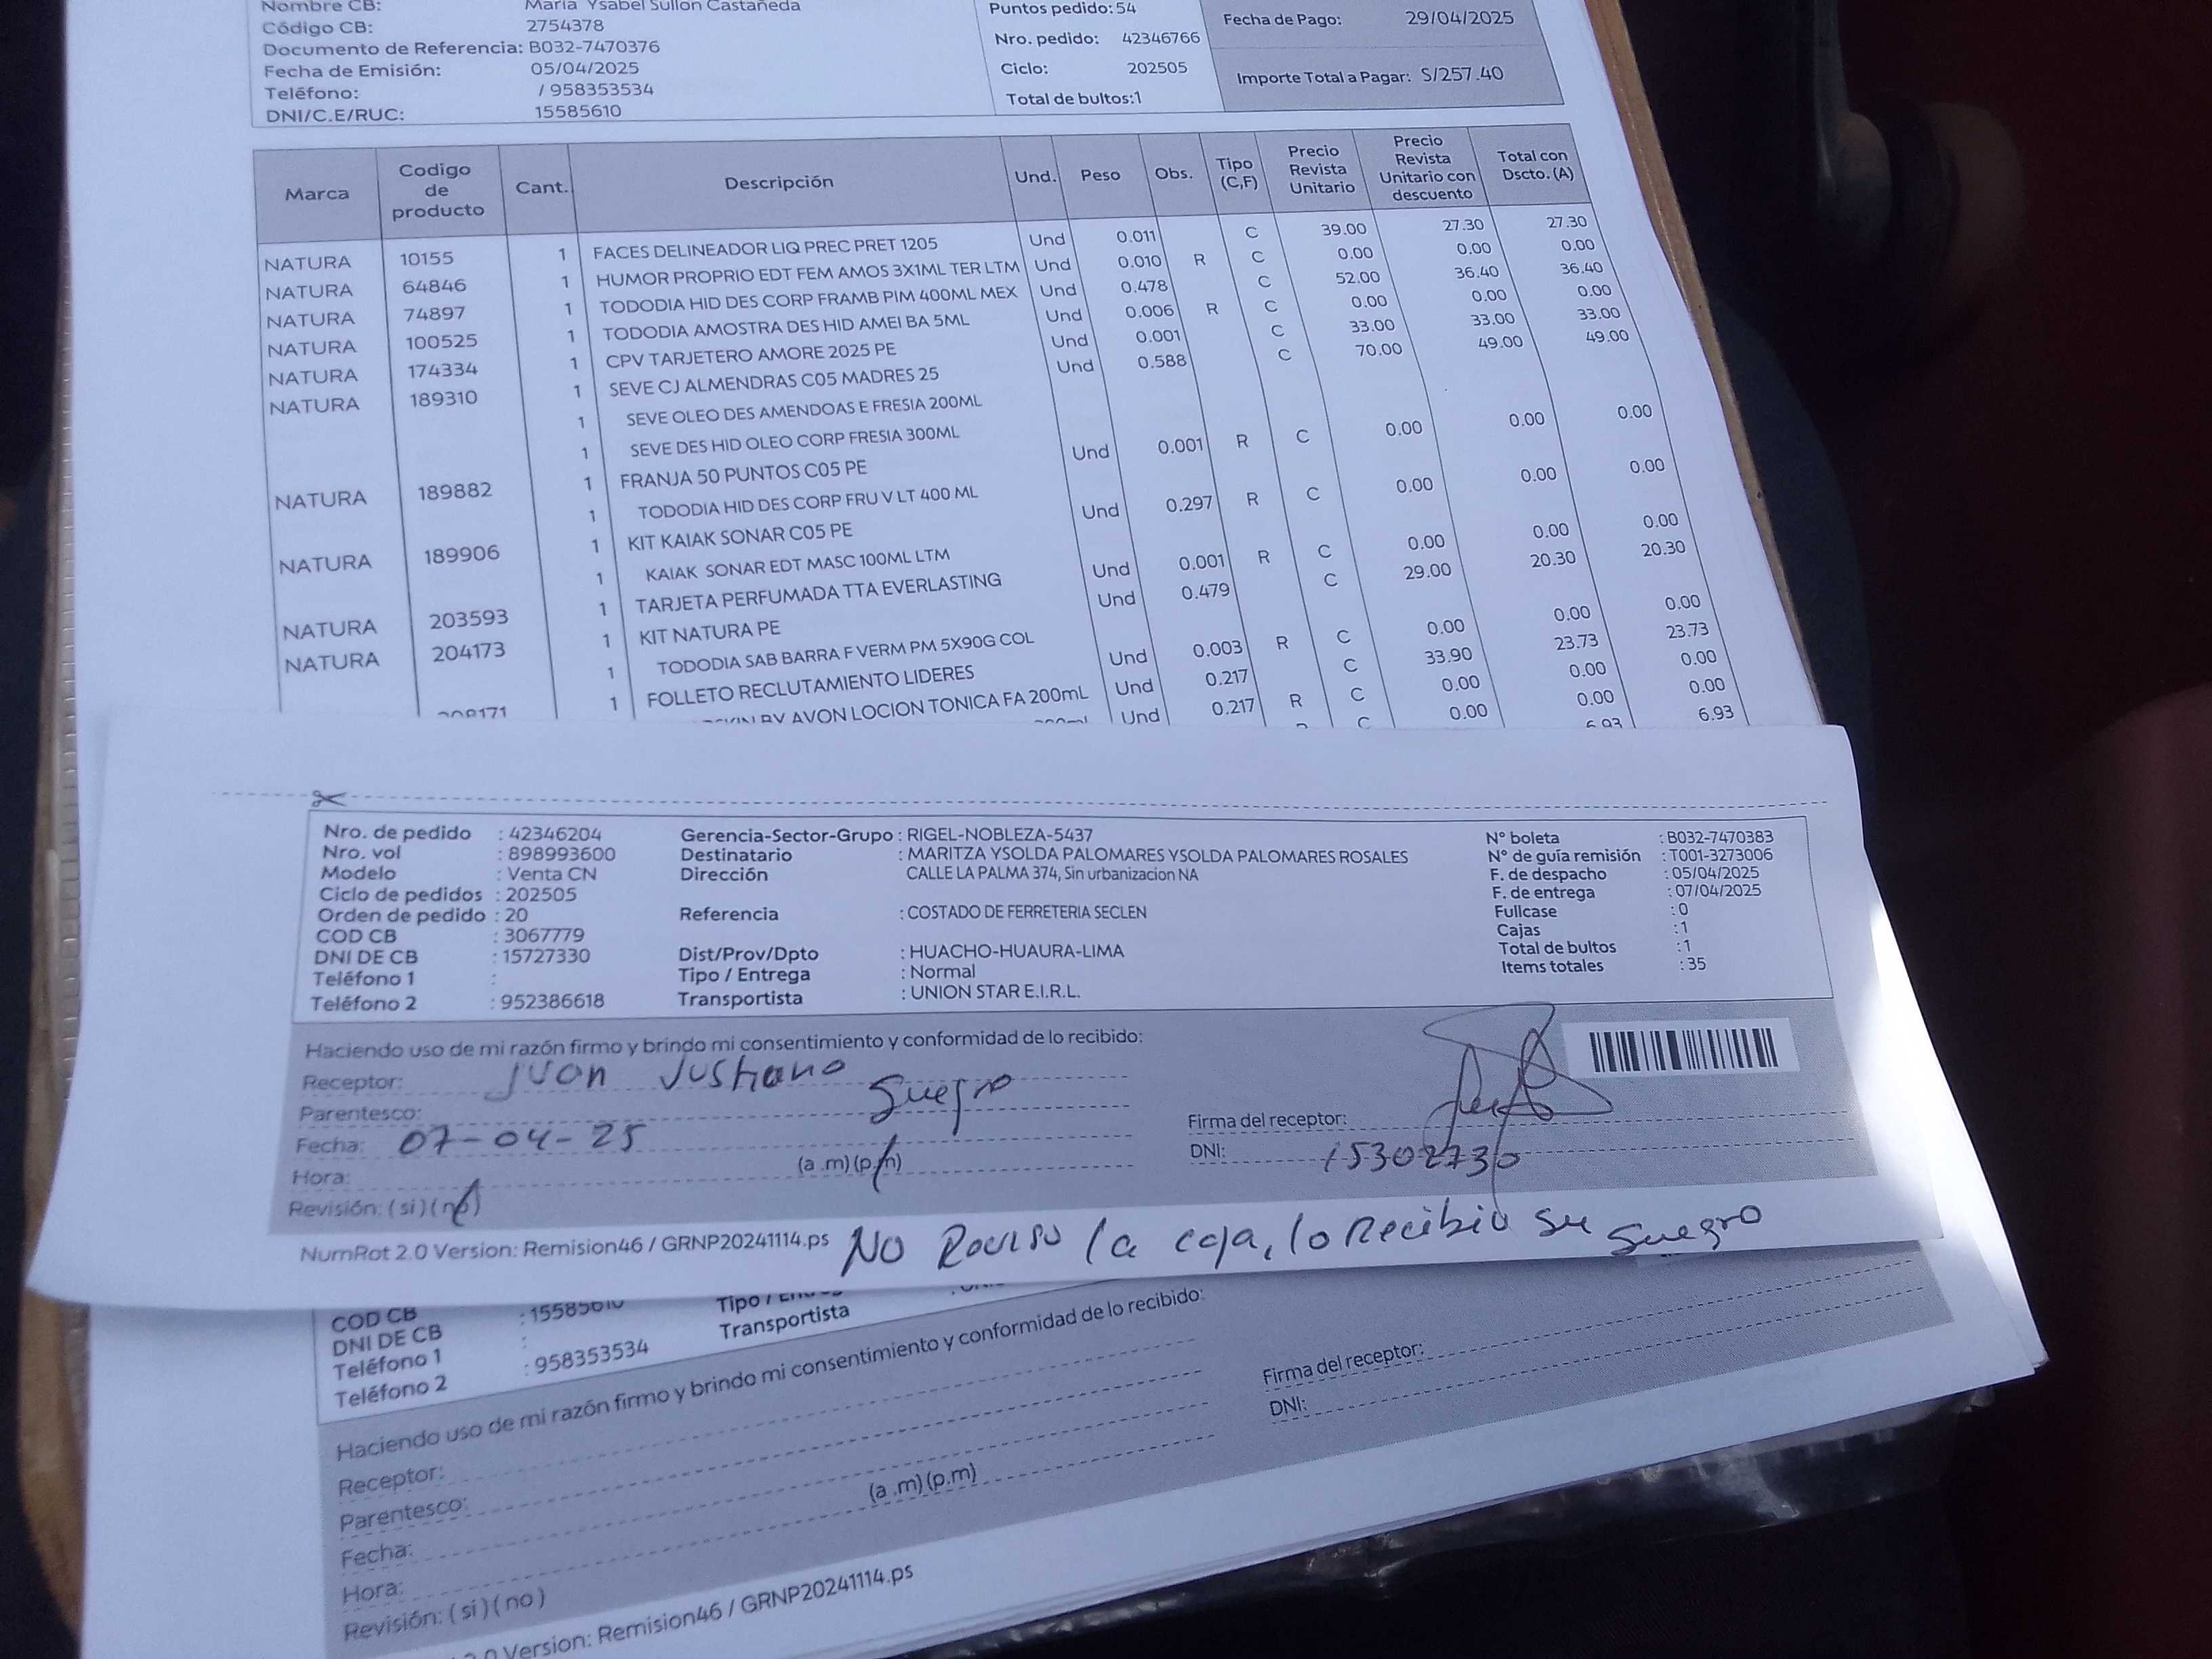 Nombre CB: María Ysabel Sullon Castañeda
Código CB: 2754378
Documento de Referencia: B032-7470376
Fecha de Emisión: 05/04/2025
Teléfono: / 958353534
DNI/C.E/RUC: 15585610
Puntos pedido: 54
Nro. pedido: 42346766
Ciclo: 202505
Total de bultos:1
Fecha de Pago: 29/04/2025
Importe Total a Pagar: S/257.40
Marca Codigo de producto Cant. Descripción Und. Peso Obs. Tipo (C,F) Precio Revista Unitario Precio Revista Unitario con descuento Total con Dscto. (A)
NATURA 10155 1 FACES DELINEADOR LIQ PREC PRET 1205 Und 0.011 C 39.00 27.30 27.30
NATURA 64846 1 HUMOR PROPRIO EDT FEM AMOS 3X1ML TER LTM Und 0.010 R C 0.00 0.00 0.00
NATURA 74897 1 TODODIA HID DES CORP FRAMB PIM 400ML MEX Und 0.478 C 52.00 36.40 36.40
NATURA 100525 1 TODODIA AMOSTRA DES HID AMEI BA 5ML Und 0.006 R C 0.00 0.00 0.00
NATURA 174334 1 CPV TARJETERO AMORE 2025 PE Und 0.001 C 33.00 33.00 33.00
NATURA 189310 1 SEVE CJ ALMENDRAS C05 MADRES 25 Und 0.588 C 70.00 49.00 49.00
1 SEVE OLEO DES AMENDOAS E FRESIA 200ML
1 SEVE DES HID OLEO CORP FRESIA 300ML
NATURA 189882 1 FRANJA 50 PUNTOS C05 PE Und 0.001 R C 0.00 0.00 0.00
1 TODODIA HID DES CORP FRU V LT 400 ML
NATURA 189906 1 KIT KAIAK SONAR C05 PE Und 0.297 R C 0.00 0.00 0.00
1 KAIAK SONAR EDT MASC 100ML LTM
NATURA 203593 1 TARJETA PERFUMADA TTA EVERLASTING Und 0.001 R C 0.00 0.00 0.00
NATURA 204173 1 KIT NATURA PE Und 0.479 C 29.00 20.30 20.30
1 TODODIA SAB BARRA F VERM PM 5X90G COL
1 FOLLETO RECLUTAMIENTO LIDERES Und 0.003 R C 0.00 0.00 0.00
BY AVON LOCION TONICA FA 200mL Und 0.217 C 33.90 23.73 23.73
Und 0.217 R C 0.00 0.00 0.00
0.00 0.00 0.00
6.93 6.93
Nro. de pedido : 42346204
Nro. vol : 898993600
Modelo : Venta CN
Ciclo de pedidos : 202505
Orden de pedido : 20
COD CB : 3067779
DNI DE CB : 15727330
Teléfono 1 :
Teléfono 2 : 952386618
Gerencia-Sector-Grupo : RIGEL-NOBLEZA-5437
Destinatario : MARITZA YSOLDA PALOMARES YSOLDA PALOMARES ROSALES
Dirección CALLE LA PALMA 374, Sin urbanizacion NA
Referencia : COSTADO DE FERRETERIA SECLEN
Dist/Prov/Dpto : HUACHO-HUAURA-LIMA
Tipo / Entrega : Normal
Transportista : UNION STAR E.I.R.L.
N° boleta : B032-7470383
N° de guía remisión : T001-3273006
F. de despacho : 05/04/2025
F. de entrega : 07/04/2025
Fullcase : 0
Cajas : 1
Total de bultos : 1
Items totales : 35
Haciendo uso de mi razón firmo y brindo mi consentimiento y conformidad de lo recibido:
Receptor: Juan Justiano
Parentesco: Suegro
Fecha: 07-04-25
Hora: (a .m) (p.m)
Revisión: ( si ) ( no )
Firma del receptor:
DNI: 15302730
NumRot 2.0 Version: Remision46 / GRNP20241114.ps
No Reviso la caja, lo Recibio su suegro
COD CB
DNI DE CB : 15585610
Teléfono 1 :
Teléfono 2 : 958353534
Tipo /
Transportista
Haciendo uso de mi razón firmo y brindo mi consentimiento y conformidad de lo recibido:
Receptor:
Parentesco:
Fecha:
Hora: (a .m) (p.m)
Revisión: ( si ) ( no )
Firma del receptor:
DNI:
Version: Remision46 / GRNP20241114.ps